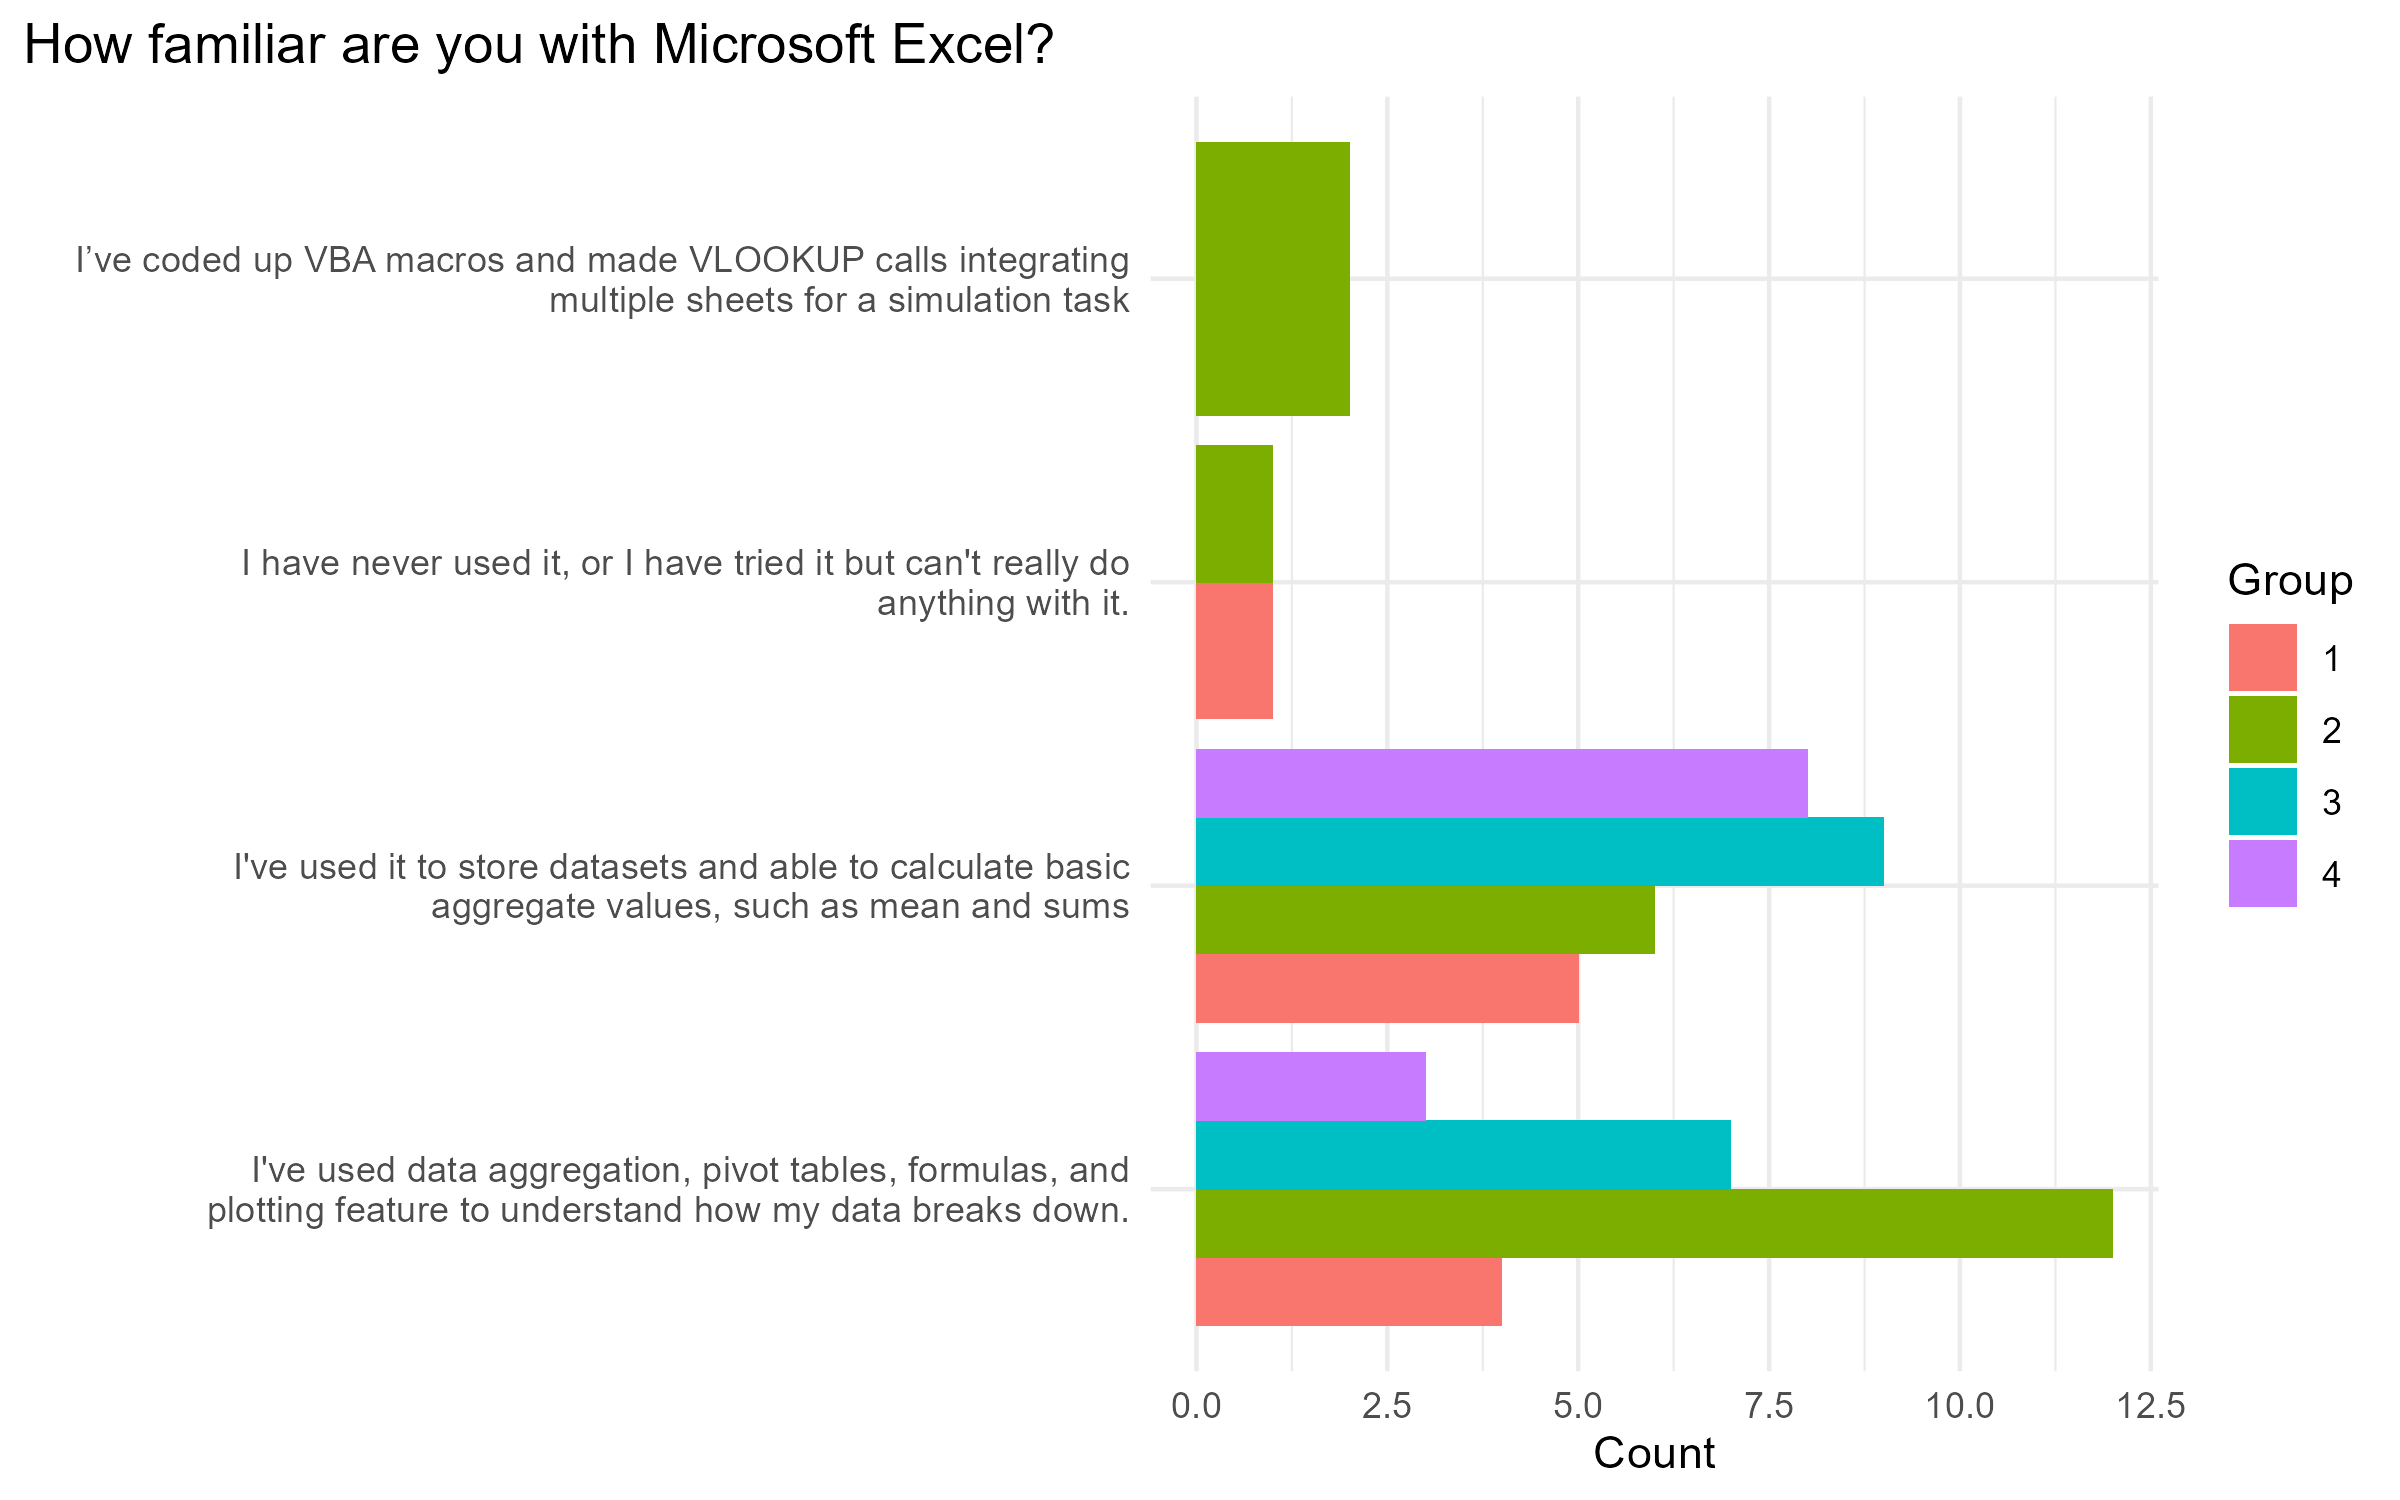 How familiar are you with Microsoft Excel?
I’ve coded up VBA macros and made VLOOKUP calls integrating
multiple sheets for a simulation task
I have never used it, or I have tried it but can't really do
anything with it.
I've used it to store datasets and able to calculate basic
aggregate values, such as mean and sums
I've used data aggregation, pivot tables, formulas, and
plotting feature to understand how my data breaks down.
0.0 2.5 5.0 7.5 10.0 12.5
Count
Group
1
2
3
4